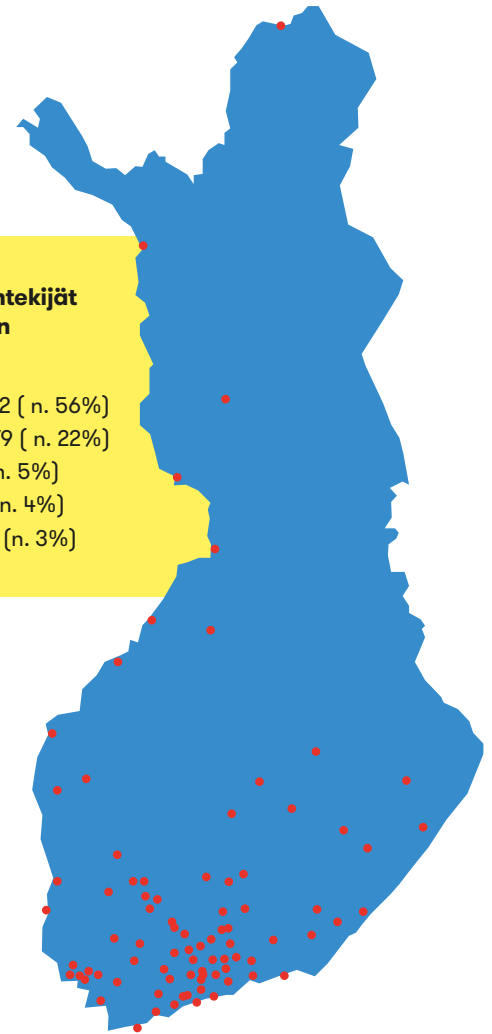 ntekijät
n
2 ( n. 56%)
9 ( n. 22%)
n. 5%)
n. 4%)
(n. 3%)